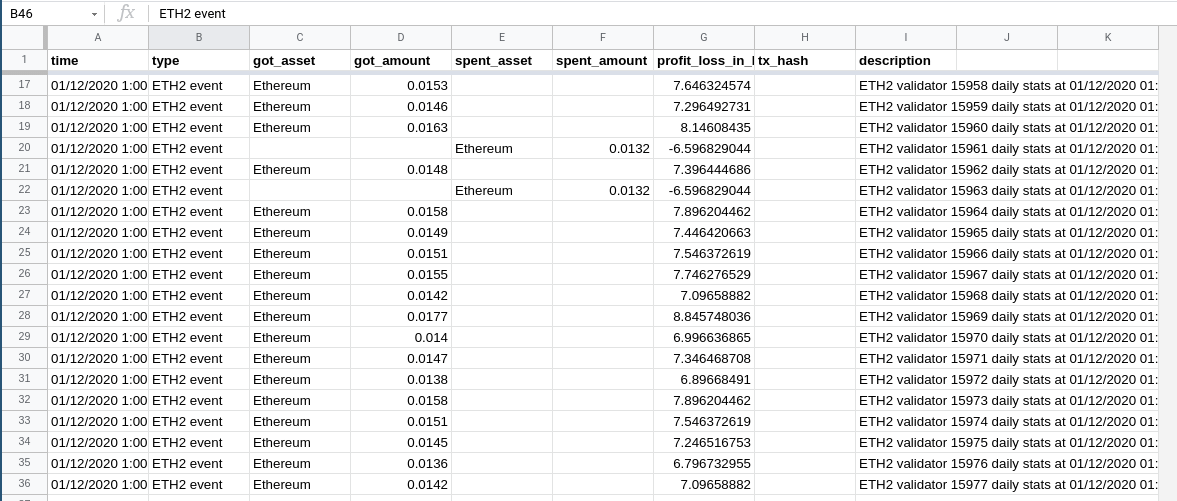 B46 fx ETH2 event
A B C D E F G H I J K
1 time type got_asset got_amount spent_asset spent_amount profit_loss_in_ tx_hash description
17 01/12/2020 1:00 ETH2 event Ethereum 0.0153 7.646324574 ETH2 validator 15958 daily stats at 01/12/2020 01:
18 01/12/2020 1:00 ETH2 event Ethereum 0.0146 7.296492731 ETH2 validator 15959 daily stats at 01/12/2020 01:
19 01/12/2020 1:00 ETH2 event Ethereum 0.0163 8.14608435 ETH2 validator 15960 daily stats at 01/12/2020 01:
20 01/12/2020 1:00 ETH2 event Ethereum 0.0132 -6.596829044 ETH2 validator 15961 daily stats at 01/12/2020 01:
21 01/12/2020 1:00 ETH2 event Ethereum 0.0148 7.396444686 ETH2 validator 15962 daily stats at 01/12/2020 01:
22 01/12/2020 1:00 ETH2 event Ethereum 0.0132 -6.596829044 ETH2 validator 15963 daily stats at 01/12/2020 01:
23 01/12/2020 1:00 ETH2 event Ethereum 0.0158 7.896204462 ETH2 validator 15964 daily stats at 01/12/2020 01:
24 01/12/2020 1:00 ETH2 event Ethereum 0.0149 7.446420663 ETH2 validator 15965 daily stats at 01/12/2020 01:
25 01/12/2020 1:00 ETH2 event Ethereum 0.0151 7.546372619 ETH2 validator 15966 daily stats at 01/12/2020 01:
26 01/12/2020 1:00 ETH2 event Ethereum 0.0155 7.746276529 ETH2 validator 15967 daily stats at 01/12/2020 01:
27 01/12/2020 1:00 ETH2 event Ethereum 0.0142 7.09658882 ETH2 validator 15968 daily stats at 01/12/2020 01:
28 01/12/2020 1:00 ETH2 event Ethereum 0.0177 8.845748036 ETH2 validator 15969 daily stats at 01/12/2020 01:
29 01/12/2020 1:00 ETH2 event Ethereum 0.014 6.996636865 ETH2 validator 15970 daily stats at 01/12/2020 01:
30 01/12/2020 1:00 ETH2 event Ethereum 0.0147 7.346468708 ETH2 validator 15971 daily stats at 01/12/2020 01:
31 01/12/2020 1:00 ETH2 event Ethereum 0.0138 6.89668491 ETH2 validator 15972 daily stats at 01/12/2020 01:
32 01/12/2020 1:00 ETH2 event Ethereum 0.0158 7.896204462 ETH2 validator 15973 daily stats at 01/12/2020 01:
33 01/12/2020 1:00 ETH2 event Ethereum 0.0151 7.546372619 ETH2 validator 15974 daily stats at 01/12/2020 01:
34 01/12/2020 1:00 ETH2 event Ethereum 0.0145 7.246516753 ETH2 validator 15975 daily stats at 01/12/2020 01:
35 01/12/2020 1:00 ETH2 event Ethereum 0.0136 6.796732955 ETH2 validator 15976 daily stats at 01/12/2020 01:
36 01/12/2020 1:00 ETH2 event Ethereum 0.0142 7.09658882 ETH2 validator 15977 daily stats at 01/12/2020 01: